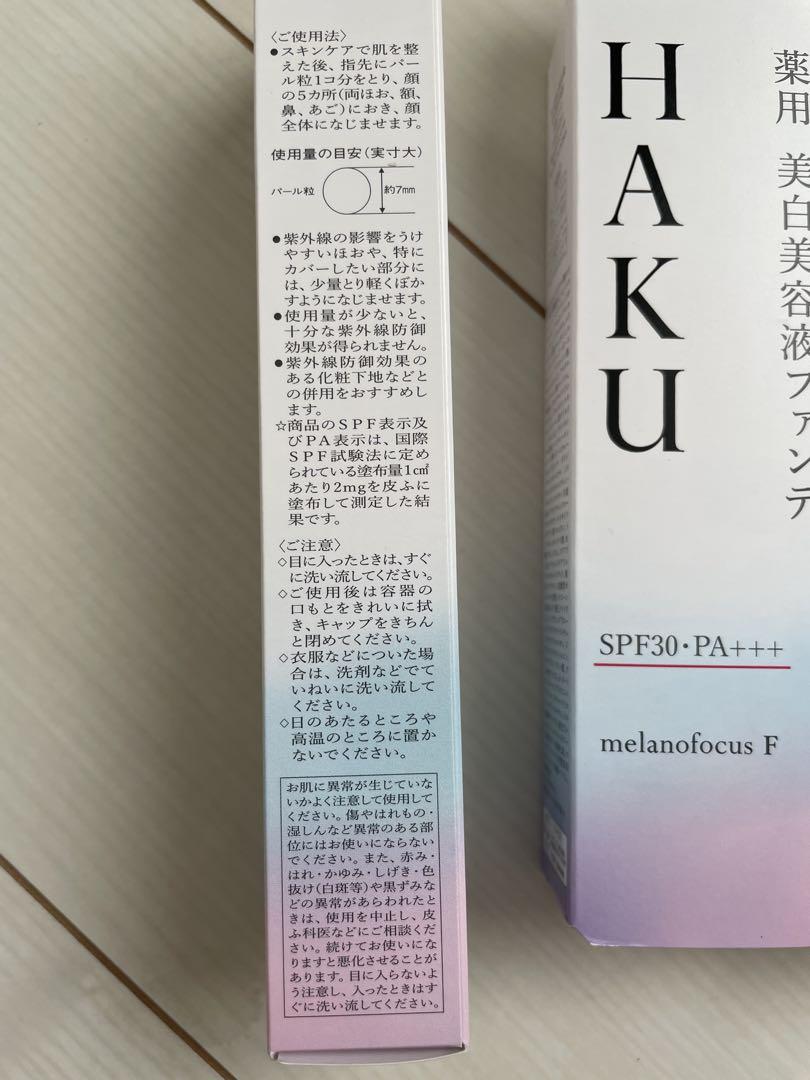 〈ご使用法〉
●スキンケアで肌を整
えた後、指先にパー
ル粒1コ分をとり、顔
の5カ所(両ほお、額、
鼻、あご)におき、顔
全体になじませます。
使用量の目安(実寸大)
パール粒
約7mm
●紫外線の影響をうけ
やすいほおや、特に
カバーしたい部分に
は、少量とり軽くぼか
すようになじませます。
●使用量が少ないと、
十分な紫外線防御
効果が得られません。
●紫外線防御効果の
ある化粧下地などと
の併用をおすすめし
ます。
☆商品のSPF表示及
びPA表示は、国際
SPF試験法に定め
られている塗布量1㎠
あたり2mgを皮ふに
塗布して測定した結
果です。
〈ご注意〉
◇目に入ったときは、すぐ
に洗い流してください。
◇ご使用後は容器の
口もとをきれいに拭
き、キャップをきちん
と閉めてください。
◇衣服などについた場
合は、洗剤などでて
いねいに洗い流して
ください。
◇日のあたるところや
高温のところに置か
ないでください。
お肌に異常が生じていな
いかよく注意して使用して
ください。傷やはれもの・
湿しんなど異常のある部
位にはお使いにならない
でください。また、赤み・
はれ・かゆみ・しげき・色
抜け(白斑等)や黒ずみな
どの異常があらわれたと
きは、使用を中止し、皮
ふ科医などにご相談くだ
さい。続けてお使いにな
りますと悪化させることが
あります。目に入らないよ
う注意し、入ったときはす
ぐに洗い流してください。
HAKU
薬用 美白美容液ファンデ
SPF30・PA+++
melanofocus F